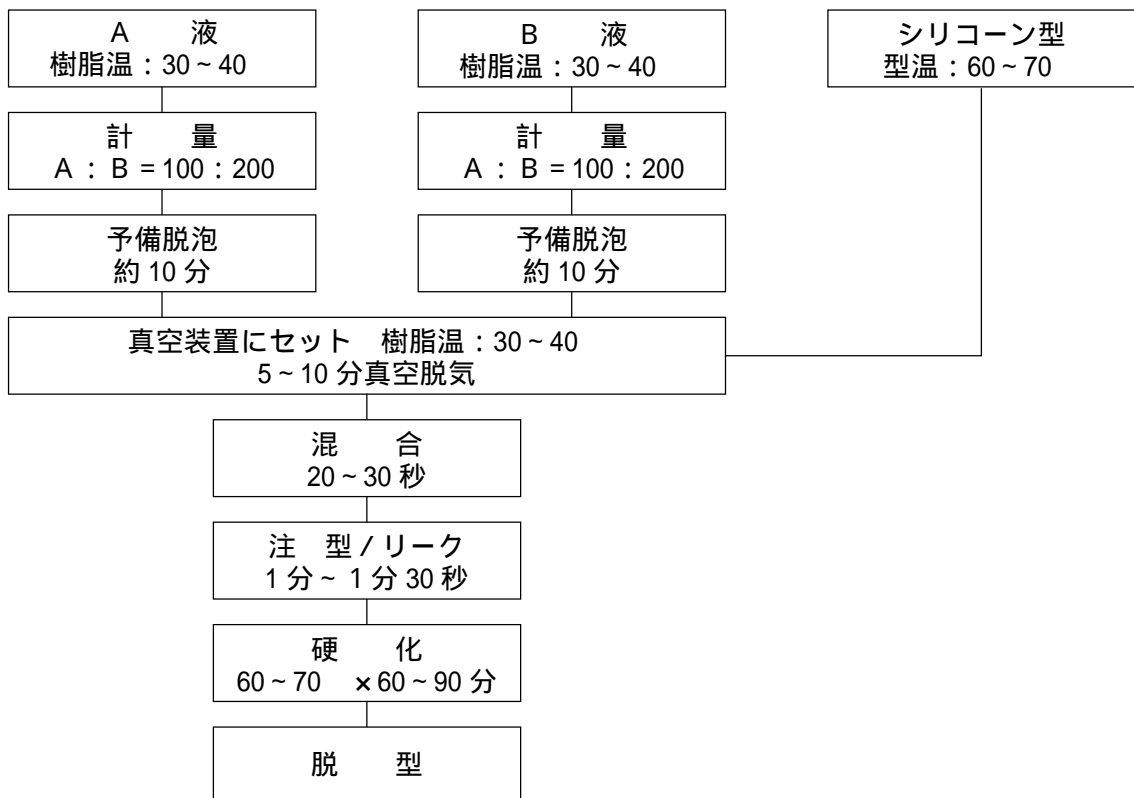 A 液
樹脂温:30~40
B 液
樹脂温:30~40
シリコーン型
型温:60~70
計 量
A:B=100:200
計 量
A:B=100:200
予備脱泡
約10分
予備脱泡
約10分
真空装置にセット 樹脂温:30~40
5~10分真空脱気
混 合
20~30秒
注 型/リーク
1分~1分30秒
硬 化
60~70 ×60~90分
脱 型